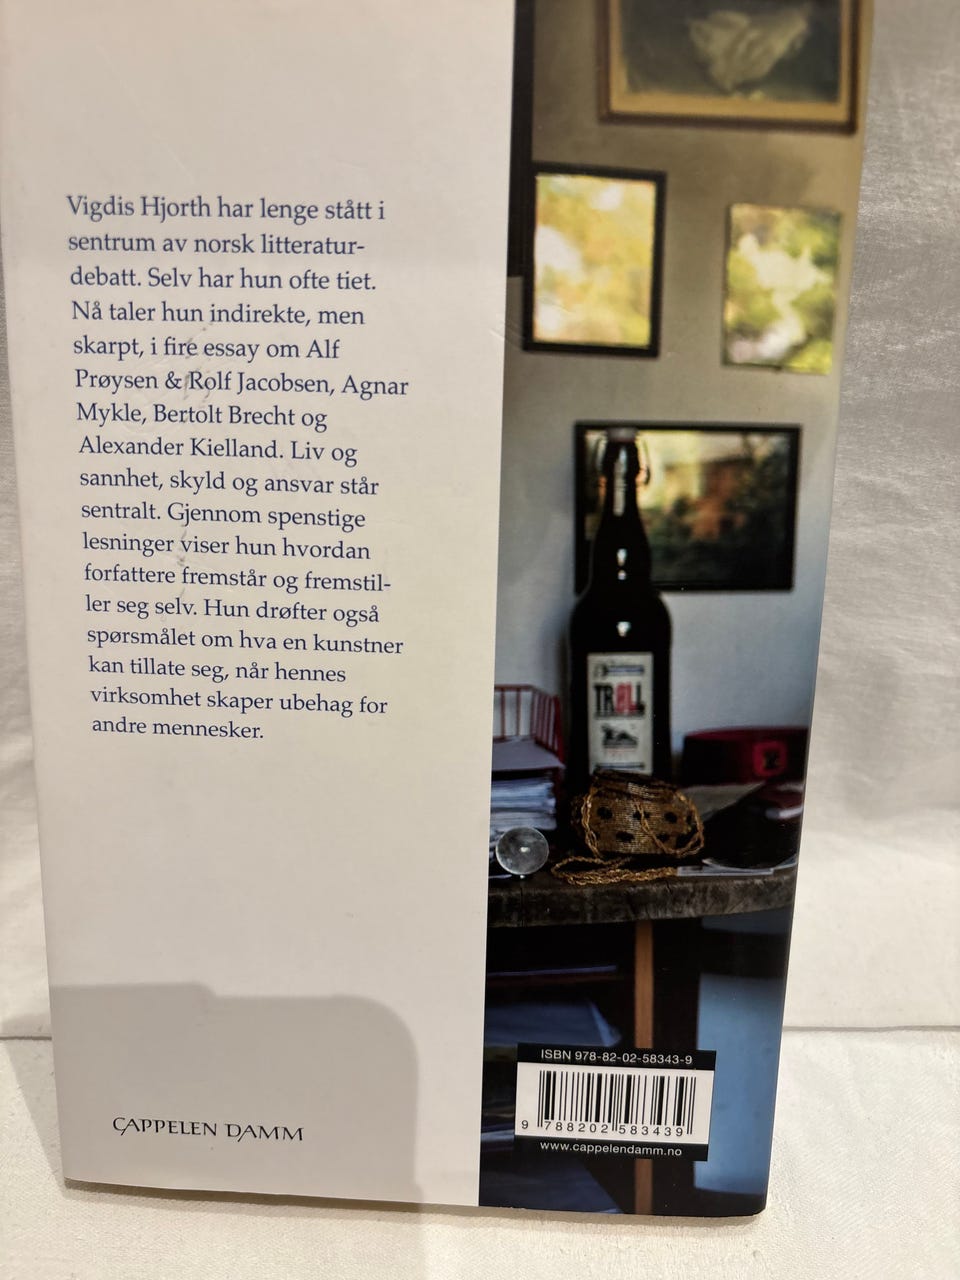 Vigdis Hjorth har lenge stått i
sentrum av norsk litteratur-
debatt. Selv har hun ofte tiet.
Nå taler hun indirekte, men
skarpt, i fire essay om Alf
Prøysen & Rolf Jacobsen, Agnar
Mykle, Bertolt Brecht og
Alexander Kielland. Liv og
sannhet, skyld og ansvar står
sentralt. Gjennom spenstige
lesninger viser hun hvordan
forfattere fremstår og fremstil-
ler seg selv. Hun drøfter også
spørsmålet om hva en kunstner
kan tillate seg, når hennes
virksomhet skaper ubehag for
andre mennesker.
CAPPELEN DAMM
TRØLL
ISBN 978-82-02-58343-9
9 788202 583439
www.cappelendamm.no